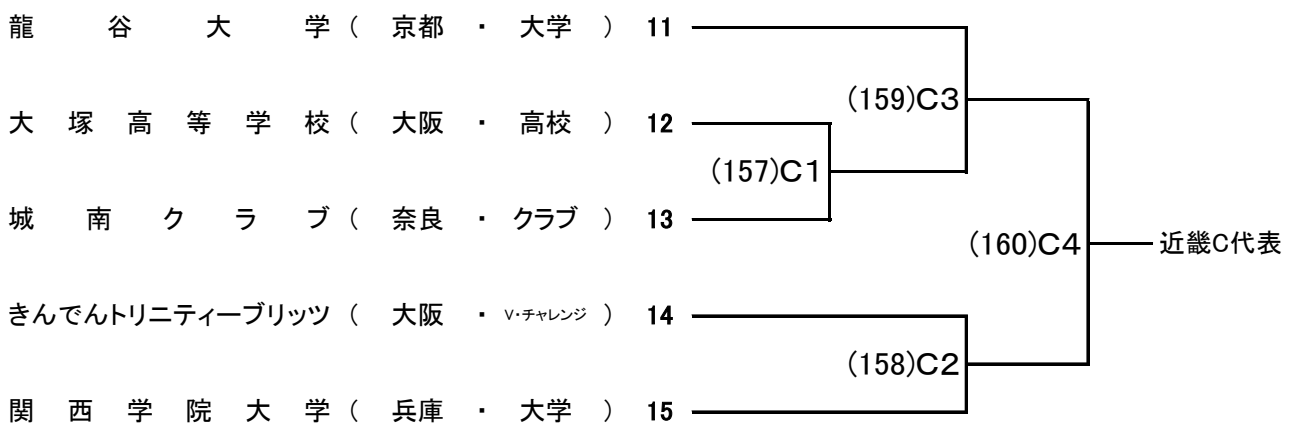 龍谷大学(京都・大学)11
(159)C3
大塚高等学校(大阪・高校)12
(157)C1
城南クラブ(奈良・クラブ)13
(160)C4 近畿C代表
きんでんトリニティーブリッツ(大阪・V・チャレンジ)14
(158)C2
関西学院大学(兵庫・大学)15